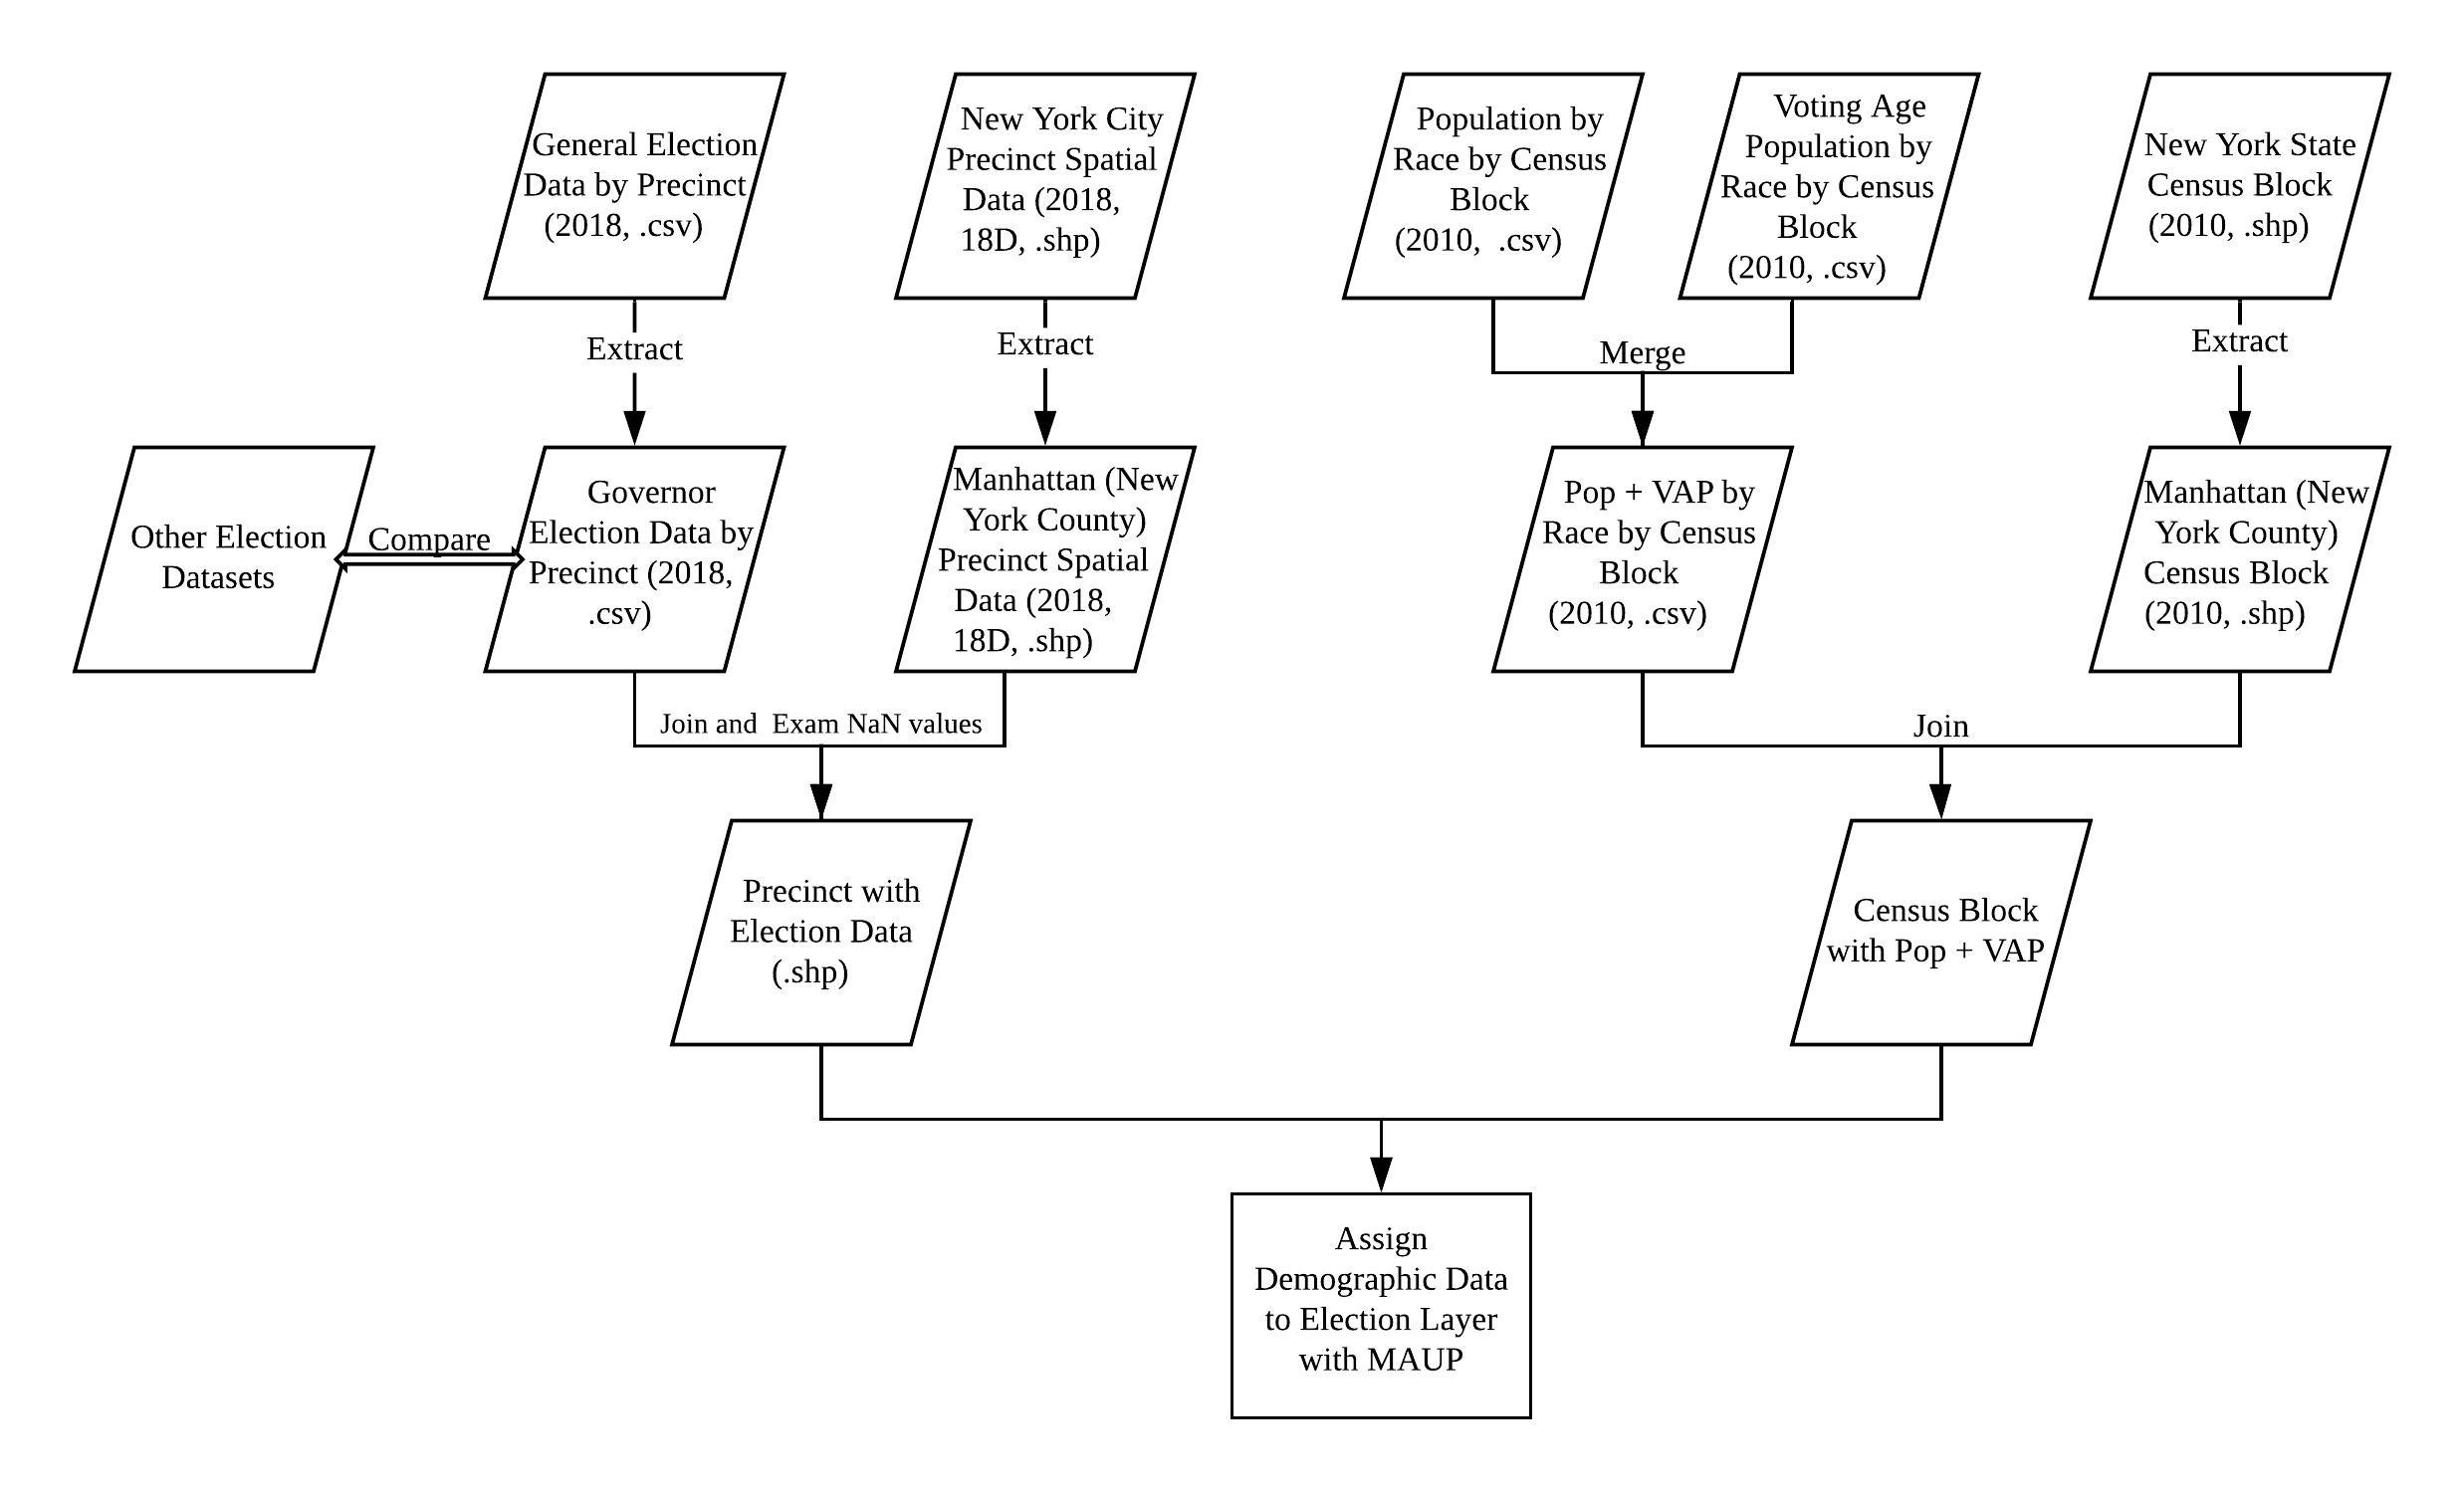 General Election
Data by Precinct
(2018, .csv)
New York City
Precinct Spatial
Data (2018,
18D, .shp)
Population by
Race by Census
Block
(2010,  .csv)
Voting Age
Population by
Race by Census
Block
(2010, .csv)
New York State
Census Block
(2010, .shp)
Extract
Extract
Merge
Extract
Other Election
Datasets
Compare
Governor
Election Data by
Precinct (2018,
.csv)
Manhattan (New
York County)
Precinct Spatial
Data (2018,
18D, .shp)
Pop + VAP by
Race by Census
Block
(2010, .csv)
Manhattan (New
York County)
Census Block
(2010, .shp)
Join and  Exam NaN values
Join
Precinct with
Election Data
(.shp)
Census Block
with Pop + VAP
Assign
Demographic Data
to Election Layer
with MAUP